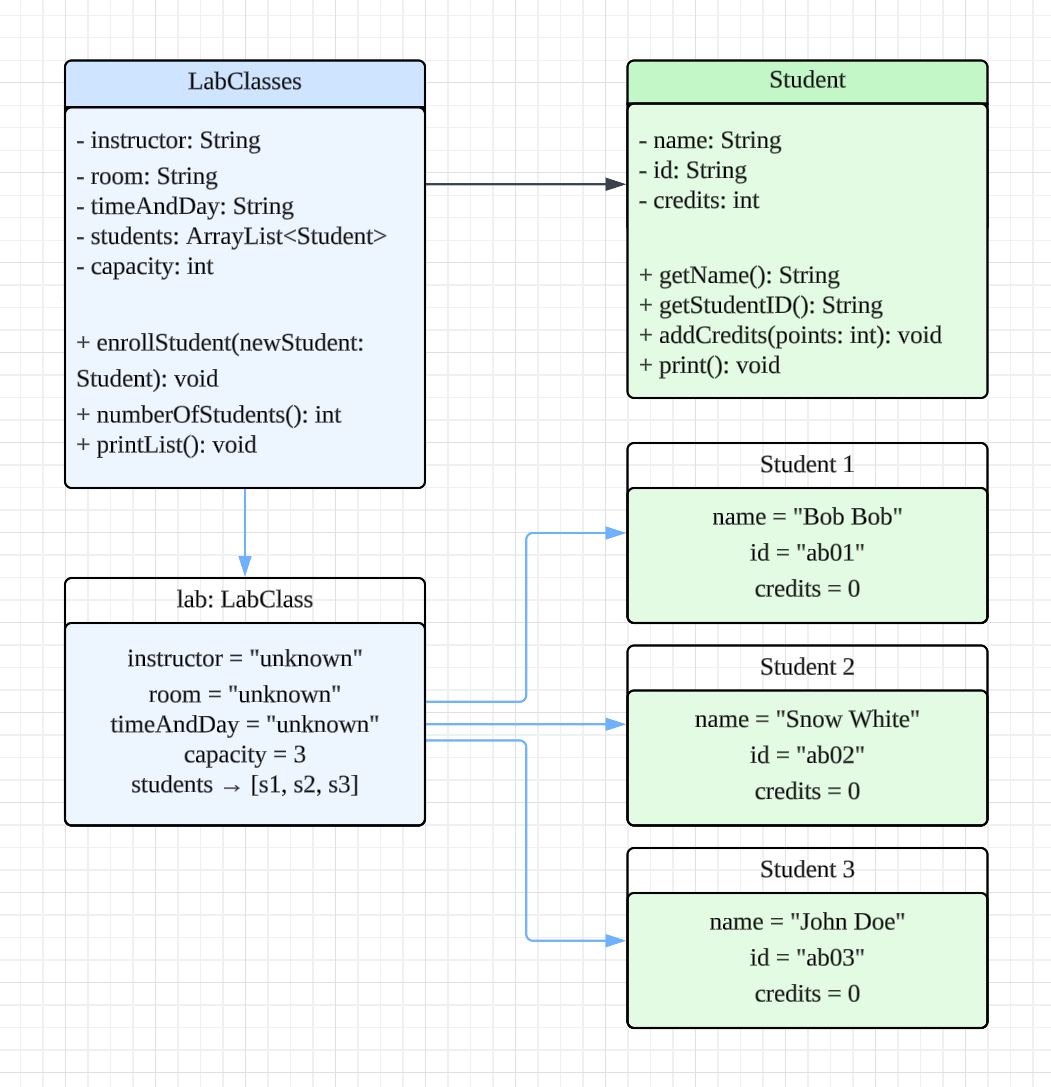 LabClasses
- instructor: String
- room: String
- timeAndDay: String
- students: ArrayList<Student>
- capacity: int
+ enrollStudent(newStudent:
Student): void
+ numberOfStudents(): int
+ printList(): void
Student
- name: String
- id: String
- credits: int
+ getName(): String
+ getStudentID(): String
+ addCredits(points: int): void
+ print(): void
lab: LabClass
instructor = "unknown"
room = "unknown"
timeAndDay = "unknown"
capacity = 3
students → [s1, s2, s3]
Student 1
name = "Bob Bob"
id = "ab01"
credits = 0
Student 2
name = "Snow White"
id = "ab02"
credits = 0
Student 3
name = "John Doe"
id = "ab03"
credits = 0